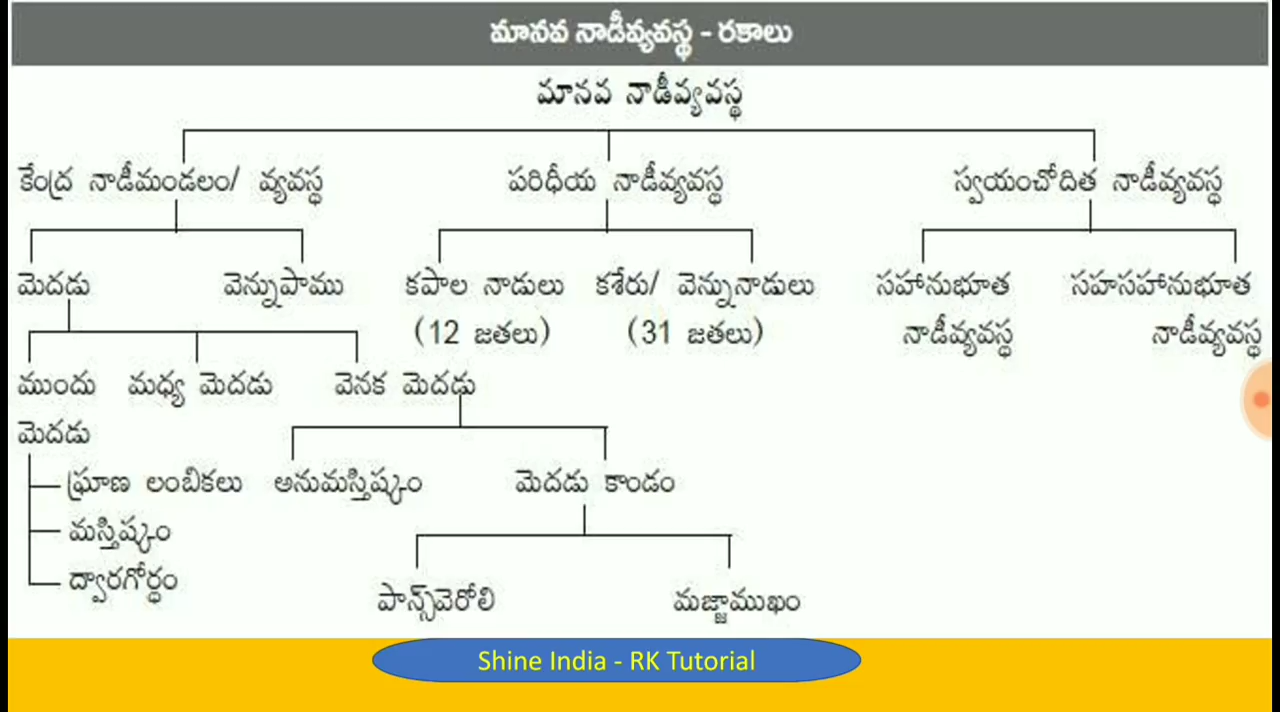 మానవ నాడీవ్యవస్థ - రకాలు
మానవ నాడీవ్యవస్థ
కేంద్ర నాడీమండలం/ వ్యవస్థ పరిధీయ నాడీవ్యవస్థ స్వయంచోదిత నాడీవ్యవస్థ
మెదడు వెన్నుపాము కపాల నాడులు కశేరు/ వెన్నునాడులు సహానుభూత సహసహానుభూత
(12 జతలు) (31 జతలు) నాడీవ్యవస్థ నాడీవ్యవస్థ
ముందు మధ్య మెదడు వెనక మెదడు
మెదడు
ఘ్రాణ లంబికలు అనుమస్తిష్కం మెదడు కాండం
మస్తిష్కం
ద్వారగోర్ధం
పాన్స్‌వెరోలి మజ్జాముఖం
Shine India - RK Tutorial